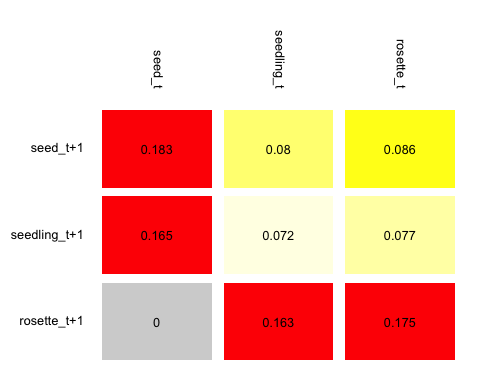 seed_t seedling_t rosette_t
seed_t+1 0.183 0.08 0.086
seedling_t+1 0.165 0.072 0.077
rosette_t+1 0 0.163 0.175